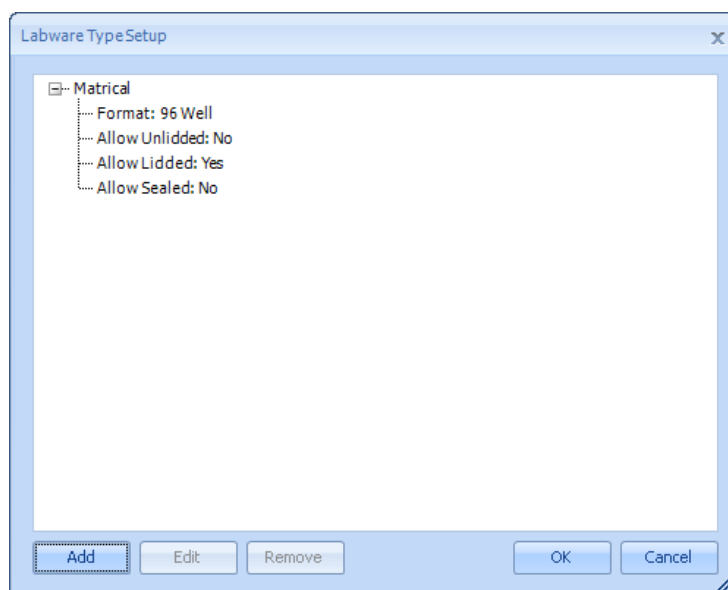 Labware Type Setup
Matrical
Format: 96 Well
Allow Unlidded: No
Allow Lidded: Yes
Allow Sealed: No
Add Edit Remove OK Cancel